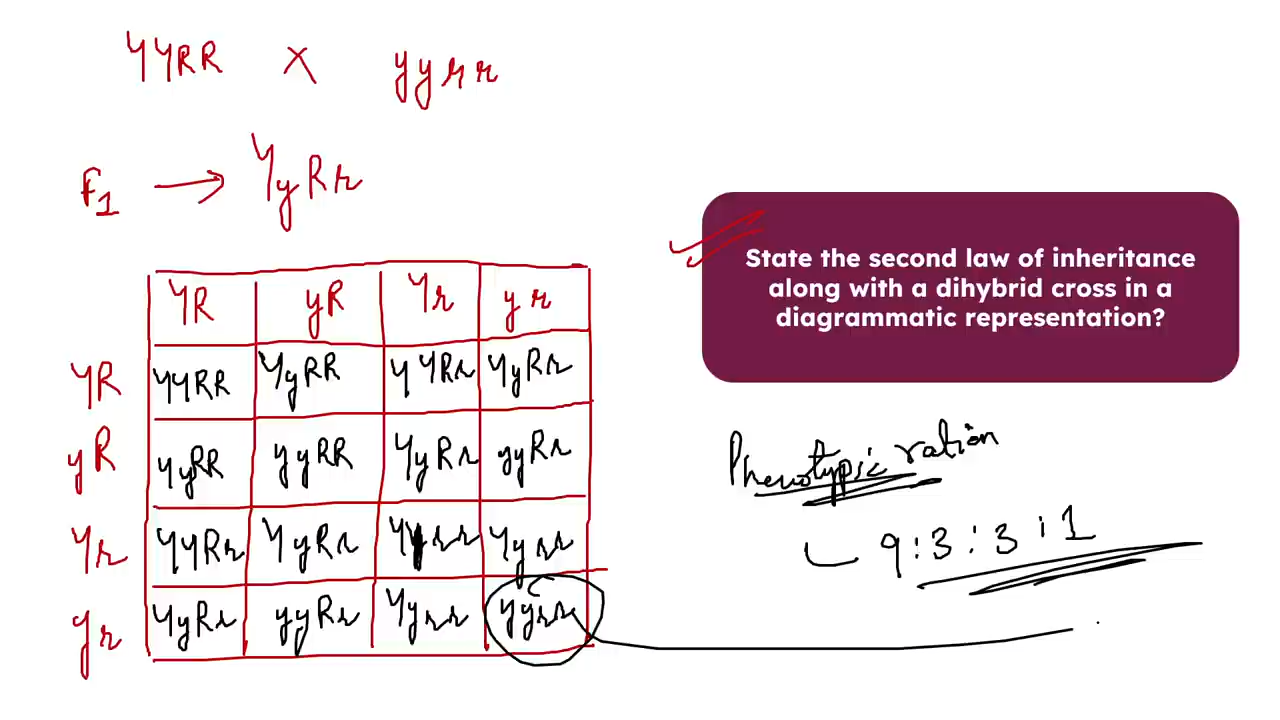 YYRR X yyrr
F1 → YyRr
YR yR Yr yr
YR YYRR YyRR YYRr YyRr
yR YyRR yyRR YyRr yyRr
Yr YYRr YyRr YYrr Yyrr
yr YyRr yyRr Yyrr yyrr
State the second law of inheritance
along with a dihybrid cross in a
diagrammatic representation?
Phenotypic ration
9:3:3:1